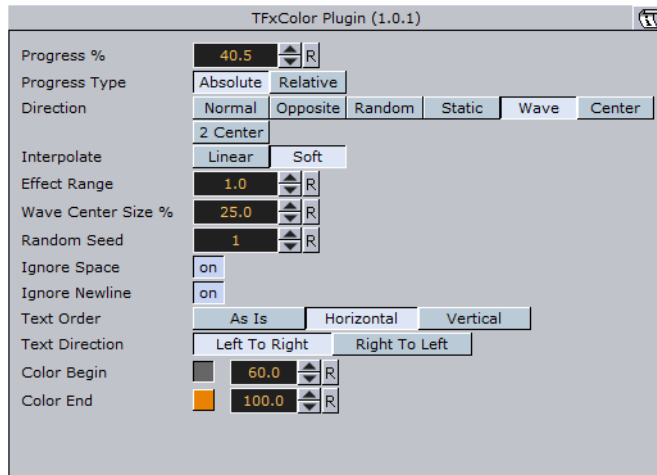 TFxColor Plugin (1.0.1)
Progress % 40.5 R
Progress Type Absolute Relative
Direction Normal Opposite Random Static Wave Center
2 Center
Interpolate Linear Soft
Effect Range 1.0 R
Wave Center Size % 25.0 R
Random Seed 1 R
Ignore Space on
Ignore Newline on
Text Order As Is Horizontal Vertical
Text Direction Left To Right Right To Left
Color Begin 60.0 R
Color End 100.0 R